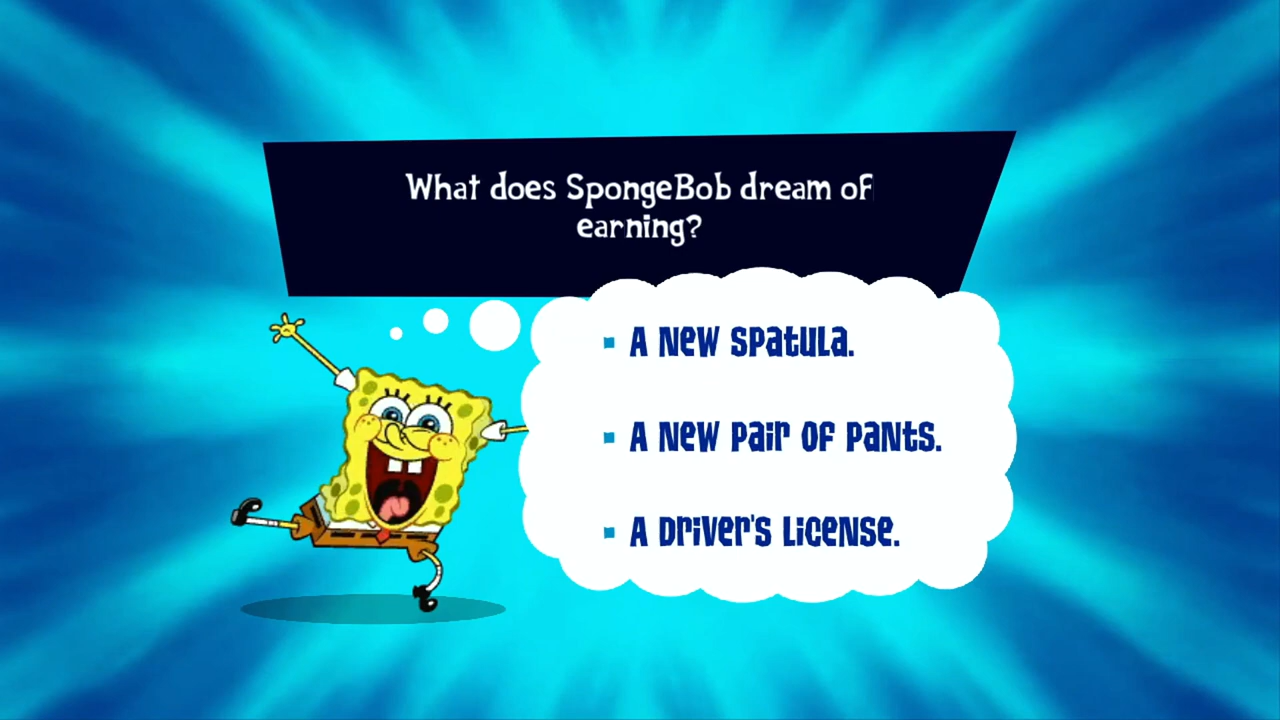 What does SpongeBob dream of
earning?
▪ A New Spatula.
▪ A New Pair of Pants.
▪ A Driver's License.